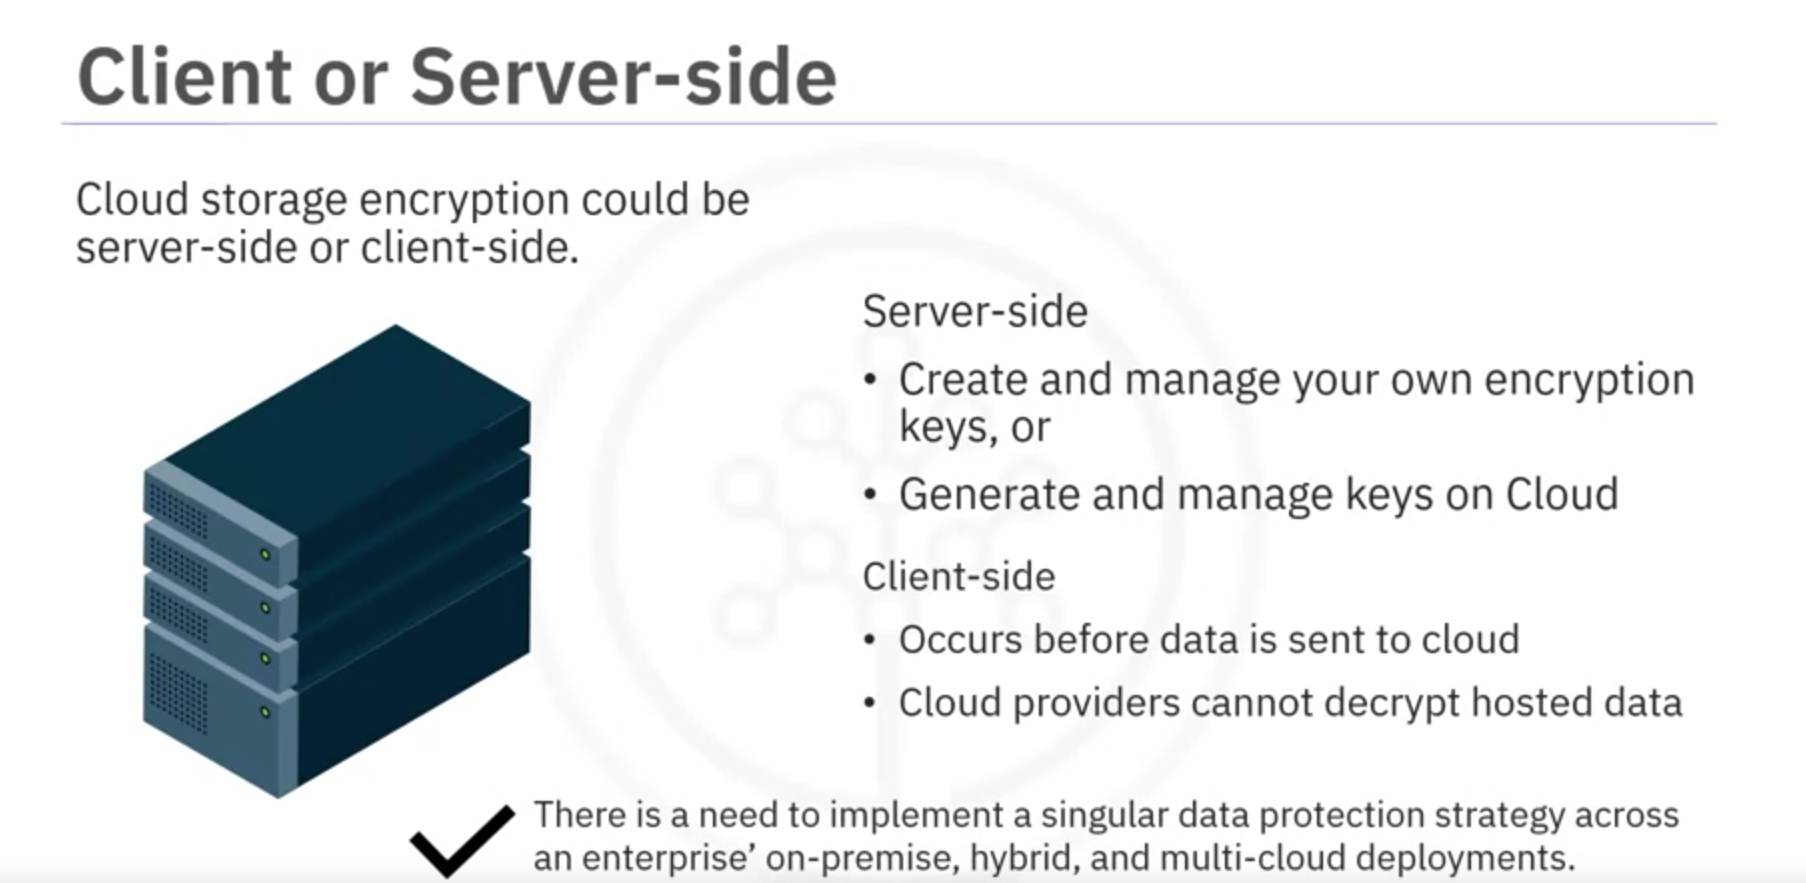 Client or Server-side
Cloud storage encryption could be
server-side or client-side.
Server-side
• Create and manage your own encryption
keys, or
• Generate and manage keys on Cloud
Client-side
• Occurs before data is sent to cloud
• Cloud providers cannot decrypt hosted data
There is a need to implement a singular data protection strategy across
an enterprise’ on-premise, hybrid, and multi-cloud deployments.